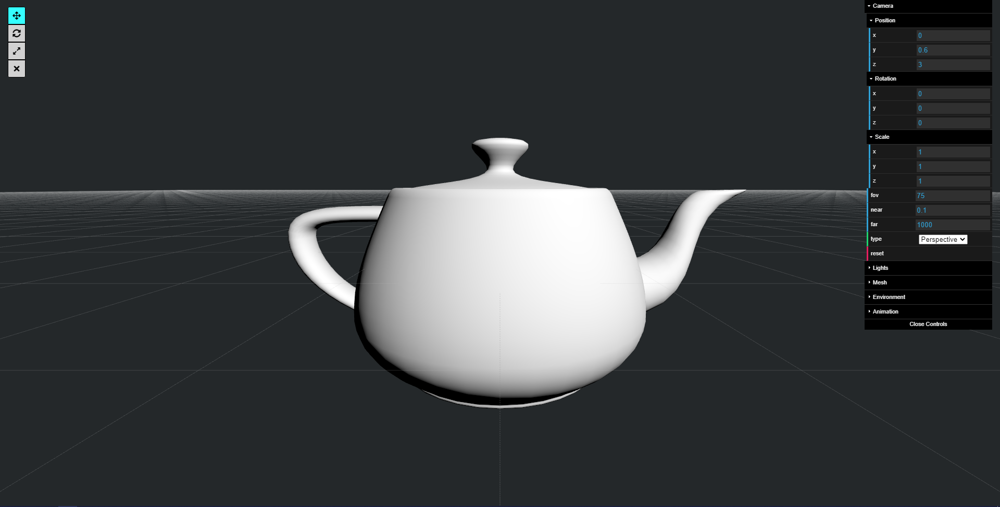 Camera
Position
x 0
y 0.6
z 3
Rotation
x 0
y 0
z 0
Scale
x 1
y 1
z 1
fov 75
near 0.1
far 1000
type Perspective
reset
Lights
Mesh
Environment
Animation
Close Controls